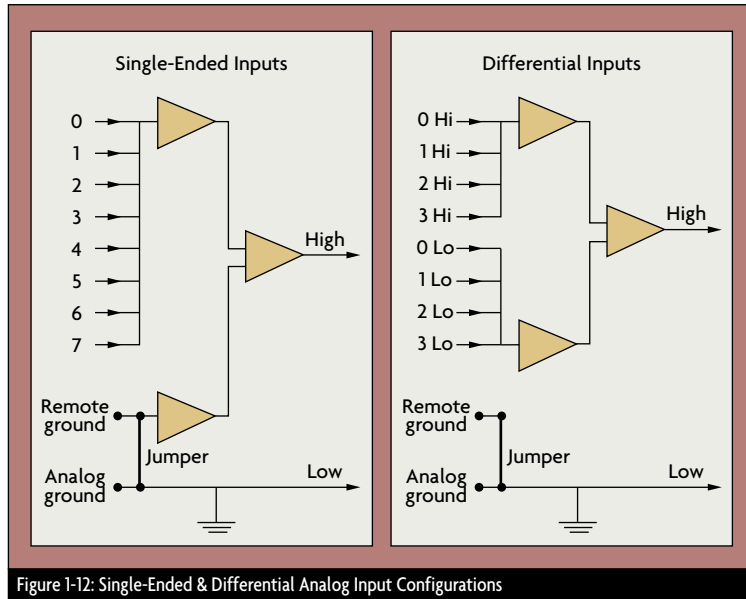 Single-Ended Inputs
0
1
2
3
4
5
6
7
High
Remote
ground
Jumper
Analog
ground
Low
Differential Inputs
0 Hi
1 Hi
2 Hi
3 Hi
0 Lo
1 Lo
2 Lo
3 Lo
High
Remote
ground
Jumper
Analog
ground
Low
Figure 1-12: Single-Ended & Differential Analog Input Configurations